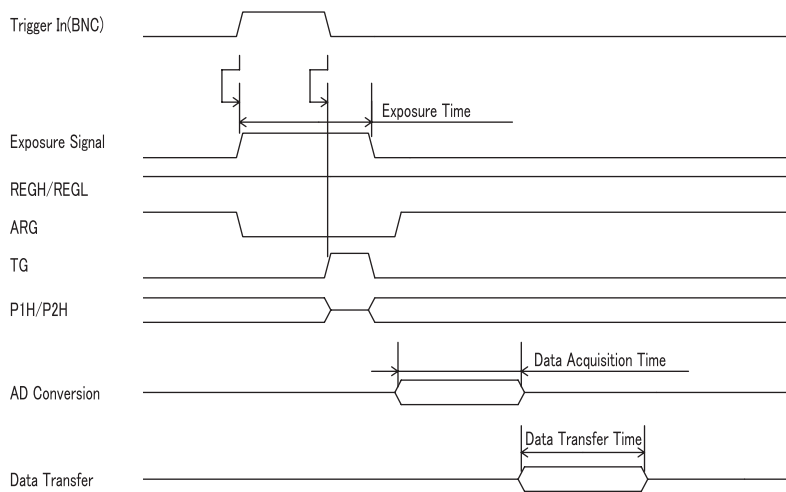 Trigger In(BNC)
Exposure Time
Exposure Signal
REGH/REGL
ARG
TG
P1H/P2H
Data Acquisition Time
AD Conversion
Data Transfer Time
Data Transfer